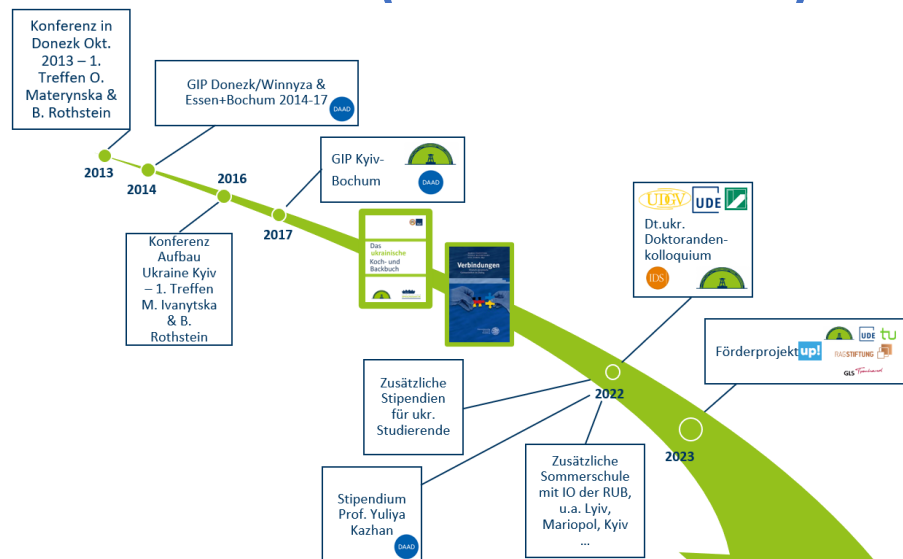 Konferenz in
Donezk Okt.
2013 – 1.
Treffen O.
Materynska &
B. Rothstein
GIP Donezk/Winnyza &
Essen+Bochum 2014-17
DAAD
2013
2014
2016
2017
GIP Kyiv-
Bochum
DAAD
Konferenz
Aufbau
Ukraine Kyiv
– 1. Treffen
M. Ivanytska
& B.
Rothstein
Das
ukrainische
Koch- und
Backbuch
Verbindungen
UDGV
UDE
Dt.ukr.
Doktoranden-
kolloquium
IDS
Förderprojekt
up!
UDE
tu
RAG STIFTUNG
GLS Treuhand
2022
2023
Zusätzliche
Stipendien
für ukr.
Studierende
Stipendium
Prof. Yuliya
Kazhan
DAAD
Zusätzliche
Sommerschule
mit IO der RUB,
u.a. Lyiv,
Mariopol, Kyiv
...